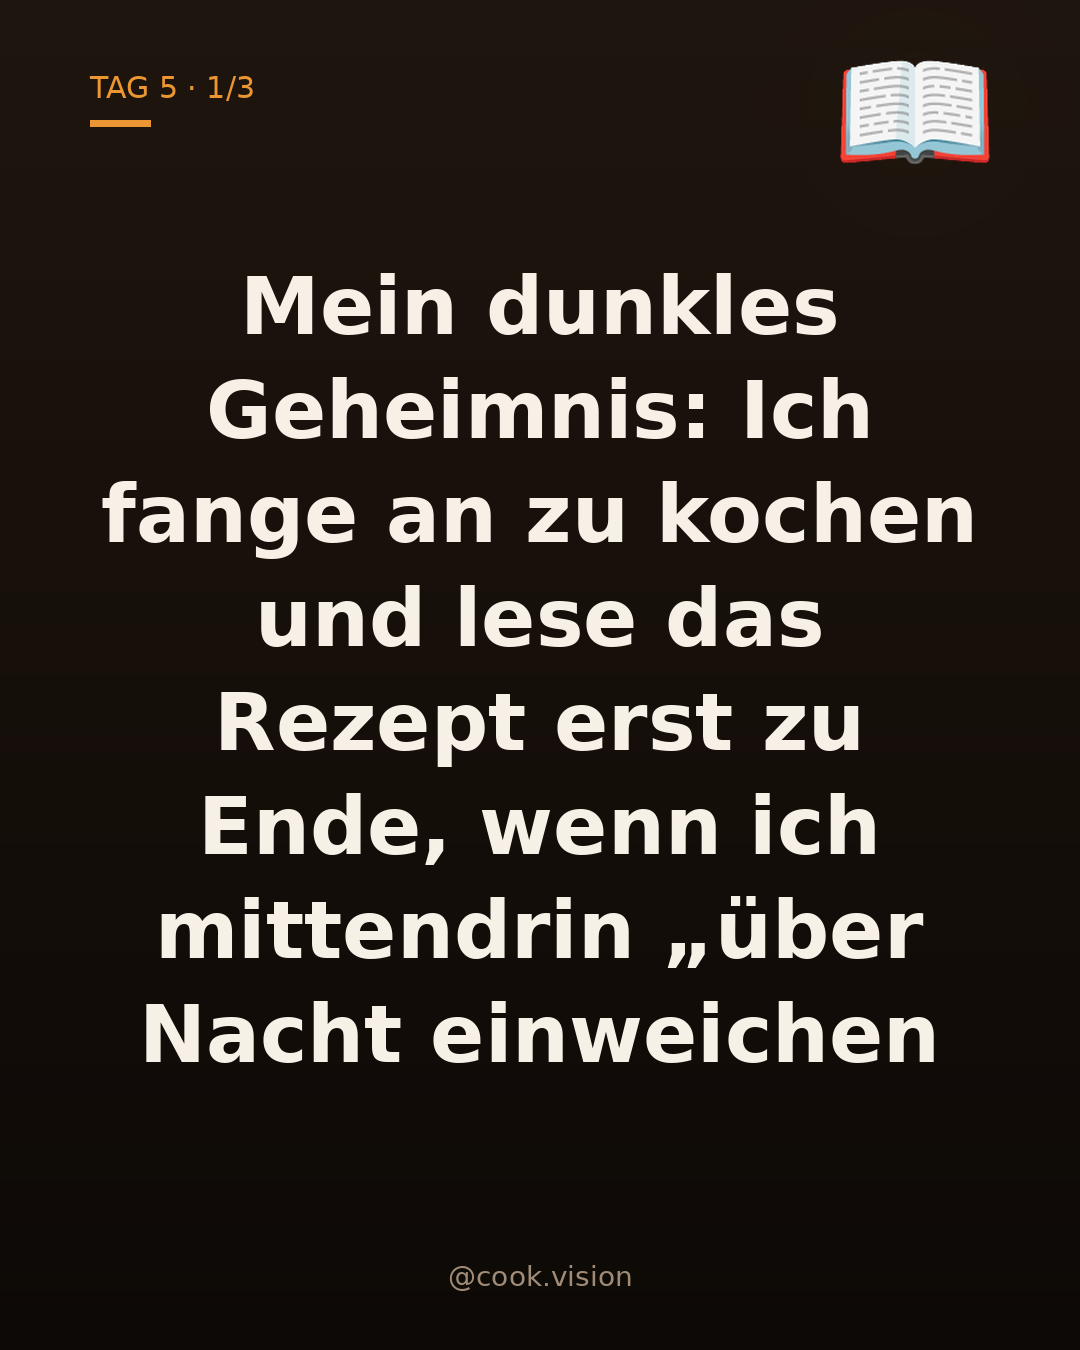 TAG 5 · 1/3
Mein dunkles
Geheimnis: Ich
fange an zu kochen
und lese das
Rezept erst zu
Ende, wenn ich
mittendrin „über
Nacht einweichen
@cook.vision